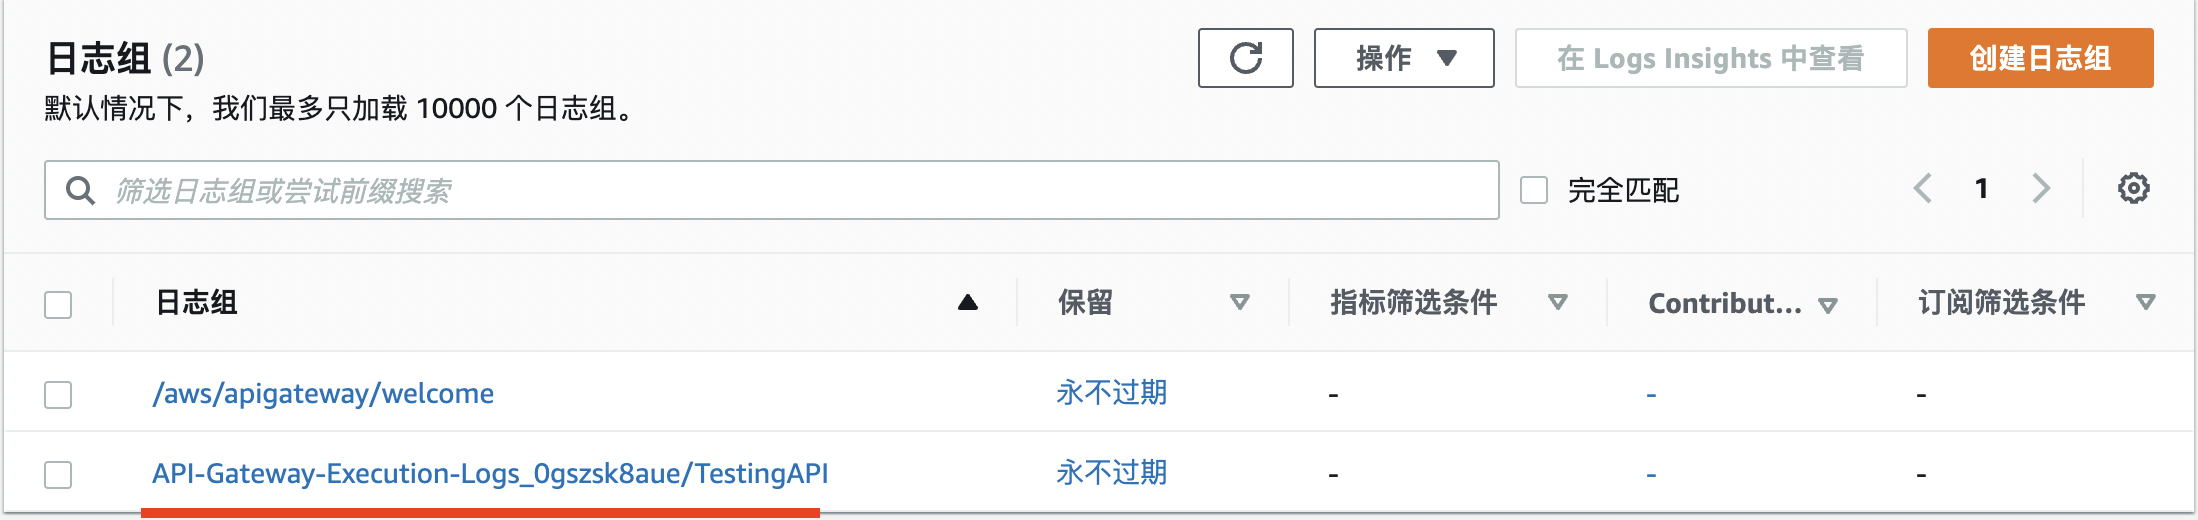 日志组 (2)
操作
在 Logs Insights 中查看
创建日志组
默认情况下，我们最多只加载 10000 个日志组。
筛选日志组或尝试前缀搜索
完全匹配
1
日志组
保留
指标筛选条件
Contribut...
订阅筛选条件
/aws/apigateway/welcome
永不过期
-
-
-
API-Gateway-Execution-Logs_0gszsk8aue/TestingAPI
永不过期
-
-
-